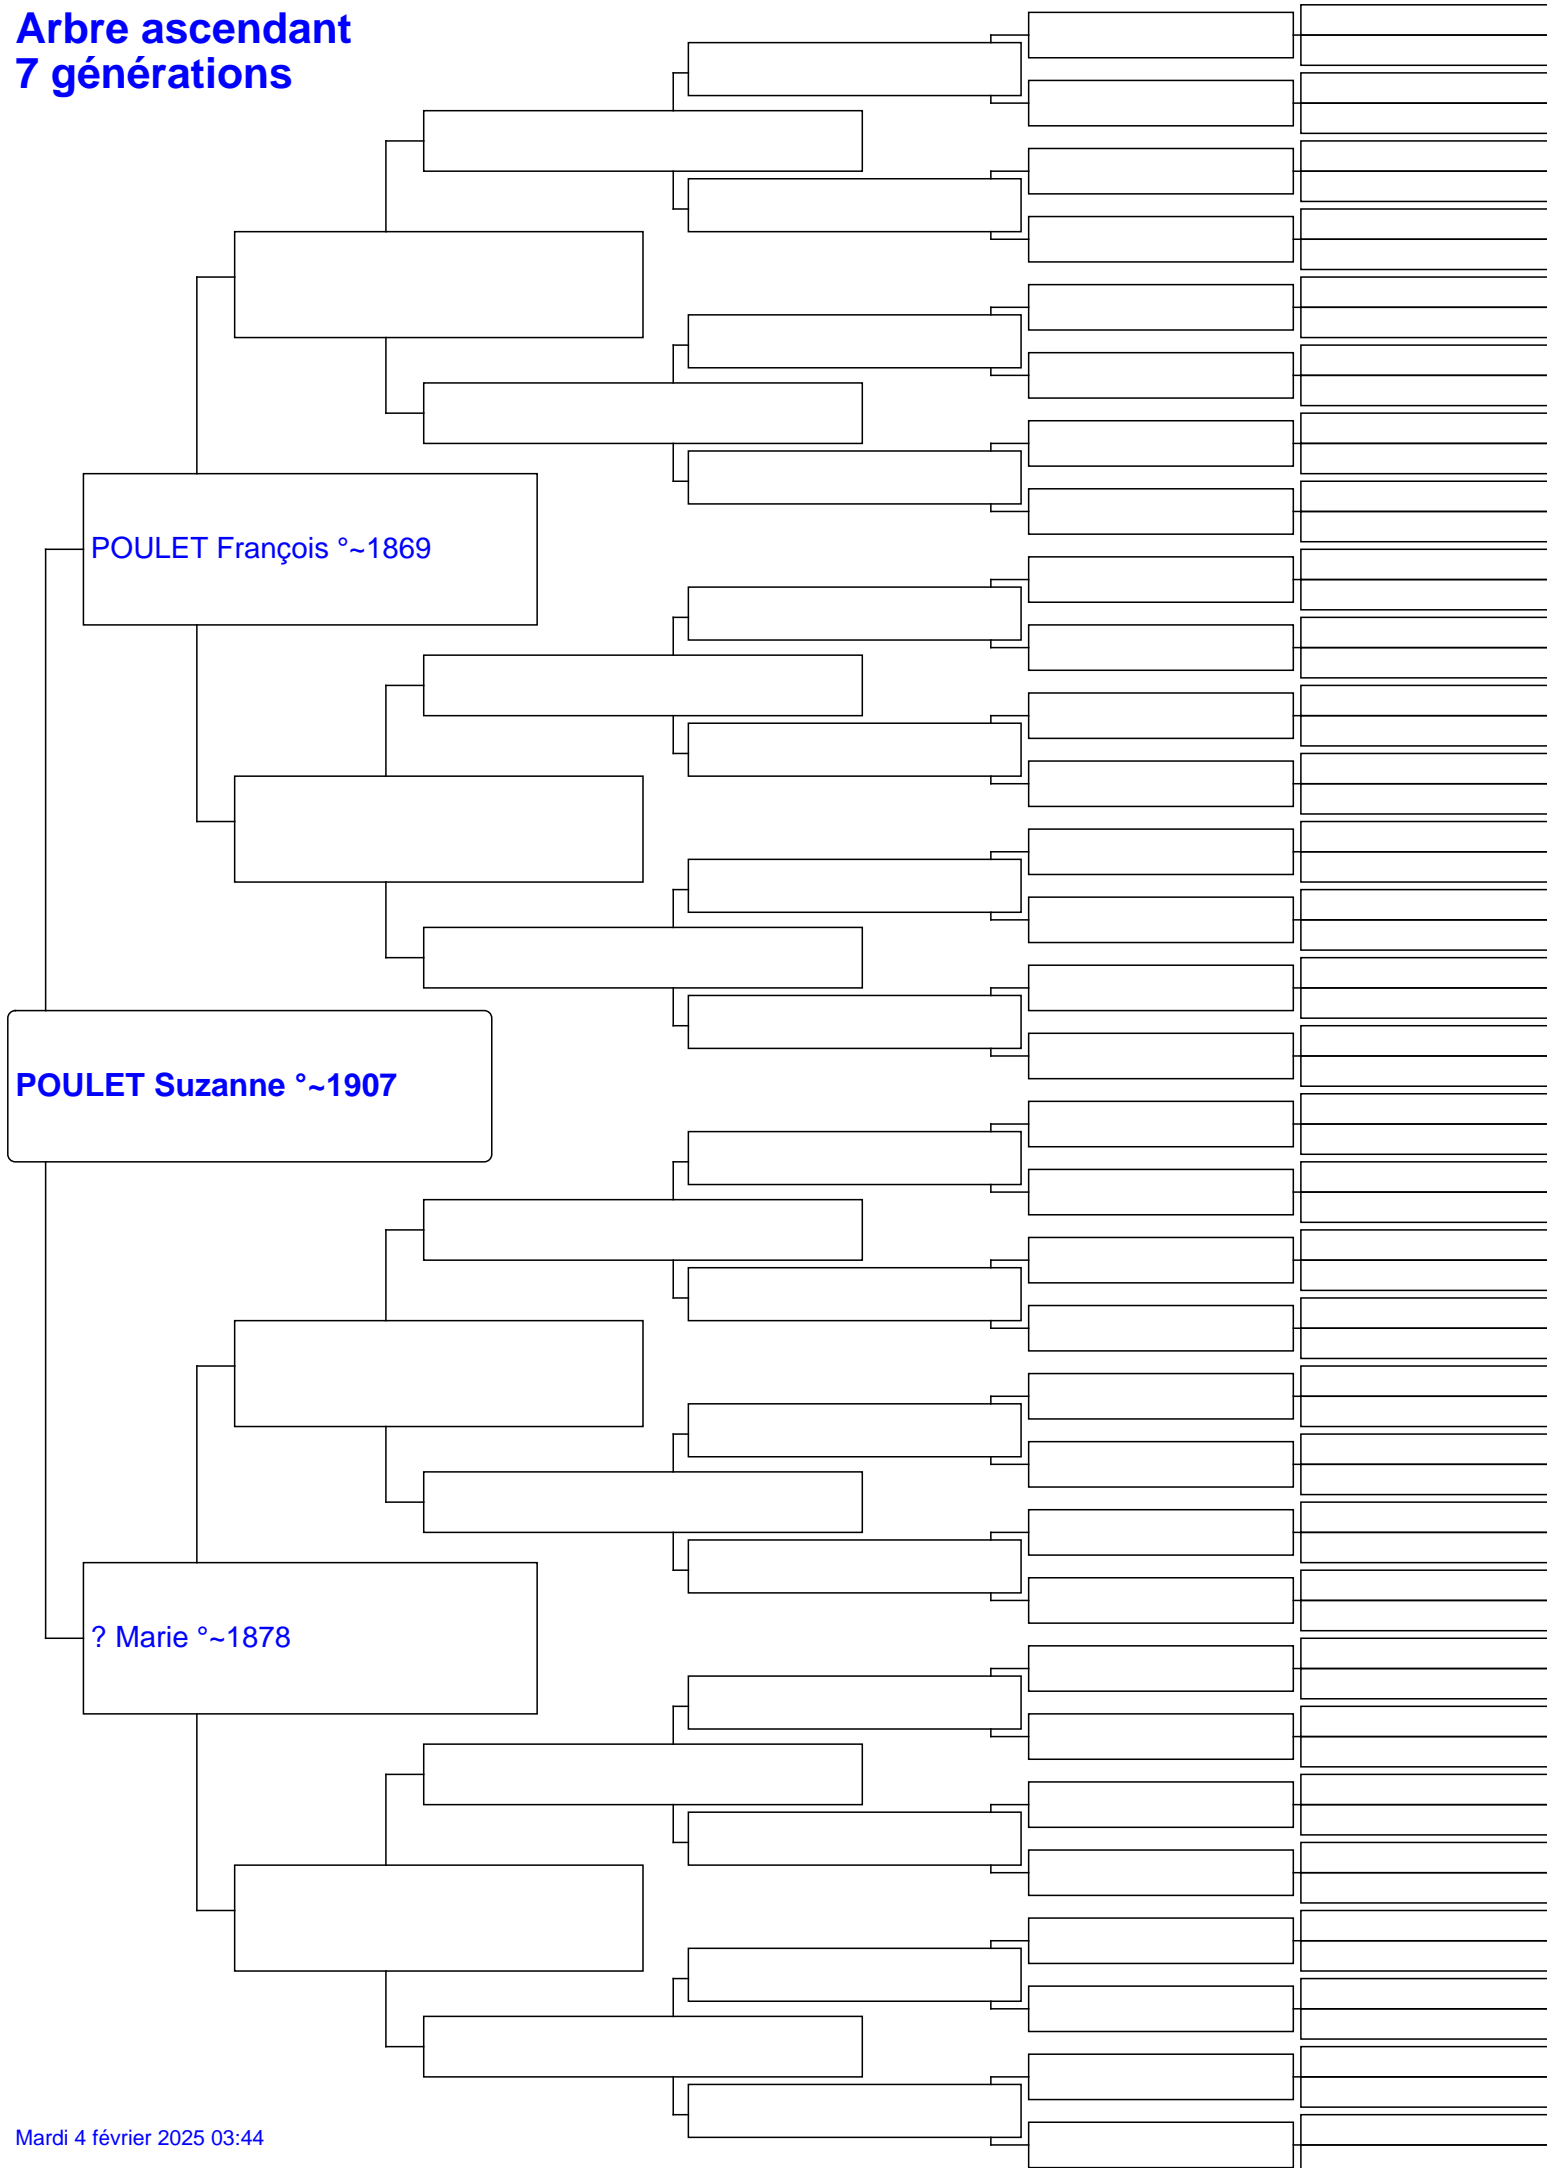 Arbre ascendant
7 générations
POULET François °~1869
POULET Suzanne °~1907
? Marie °~1878
Mardi 4 février 2025 03:44